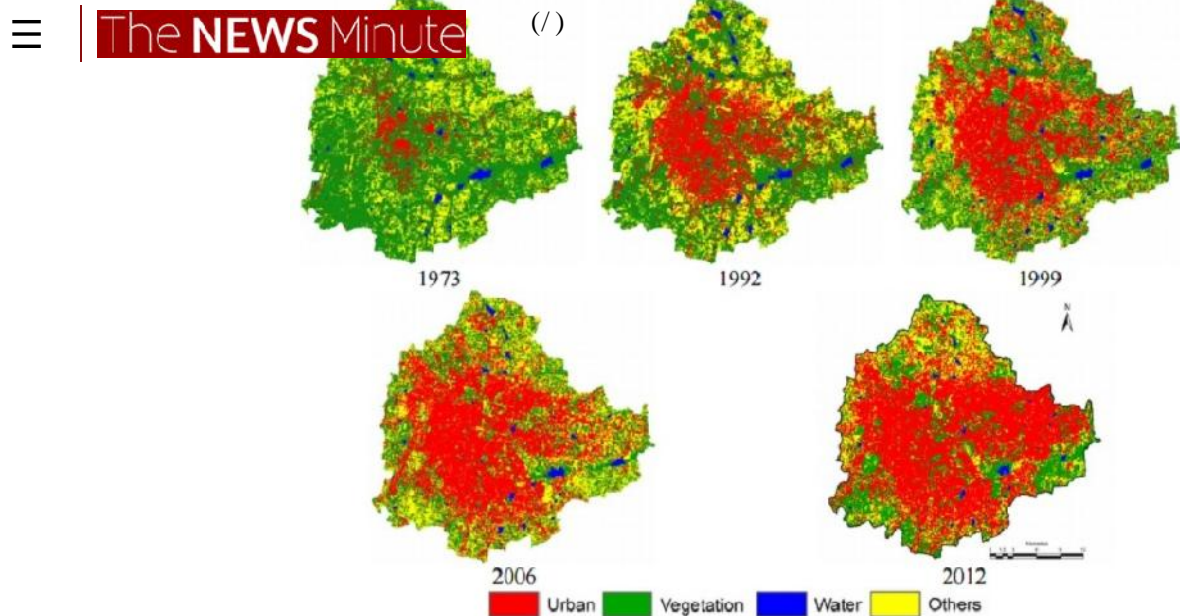 The NEWS Minute
(/)
1973
1992
1999
N
2006
2012
Urban
Vegetation
Water
Others